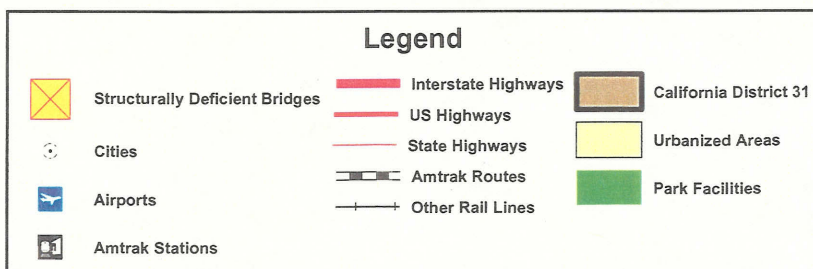 Legend
Structurally Deficient Bridges
Cities
Airports
Amtrak Stations
Interstate Highways
US Highways
State Highways
Amtrak Routes
Other Rail Lines
California District 31
Urbanized Areas
Park Facilities